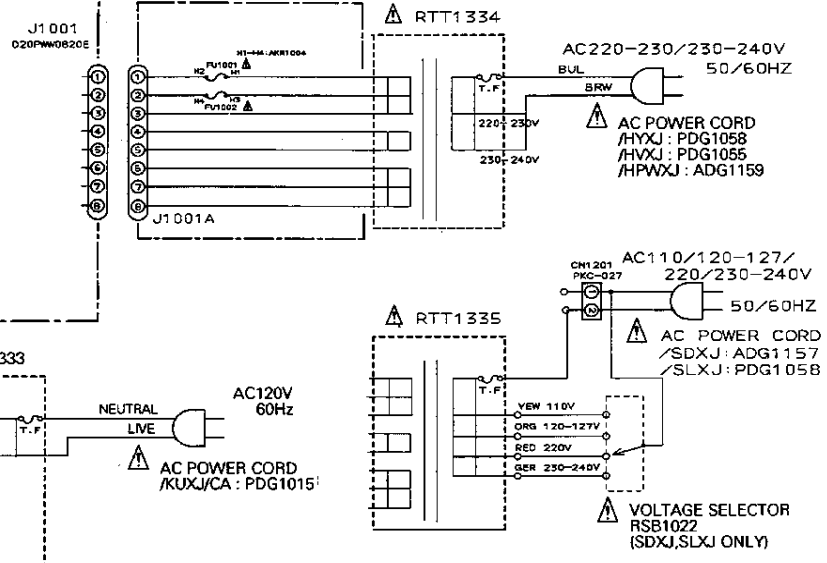 J1001
D20PWW0820E
1
2
3
4
5
6
7
8
1
2
3
4
5
6
7
8
J1001A
H1-H4:AKR1004
H2 FU1001 H1
H4 FU1002 H3
RTT1334
T.F
220-230V
230-240V
BUL
BRW
AC220-230/230-240V
50/60HZ
AC POWER CORD
/HYXJ : PDG1058
/HVXJ : PDG1055
/HPWXJ : ADG1159
CN1201
PKC-027
1
2
AC110/120-127/
220/230-240V
50/60HZ
AC POWER CORD
/SDXJ : ADG1157
/SLXJ : PDG1058
RTT1335
T.F
YEW 110V
ORG 120-127V
RED 220V
GER 230-240V
VOLTAGE SELECTOR
RSB1022
(SDXJ,SLXJ ONLY)
333
T.F
NEUTRAL
LIVE
AC120V
60Hz
AC POWER CORD
/KUXJ/CA : PDG1015